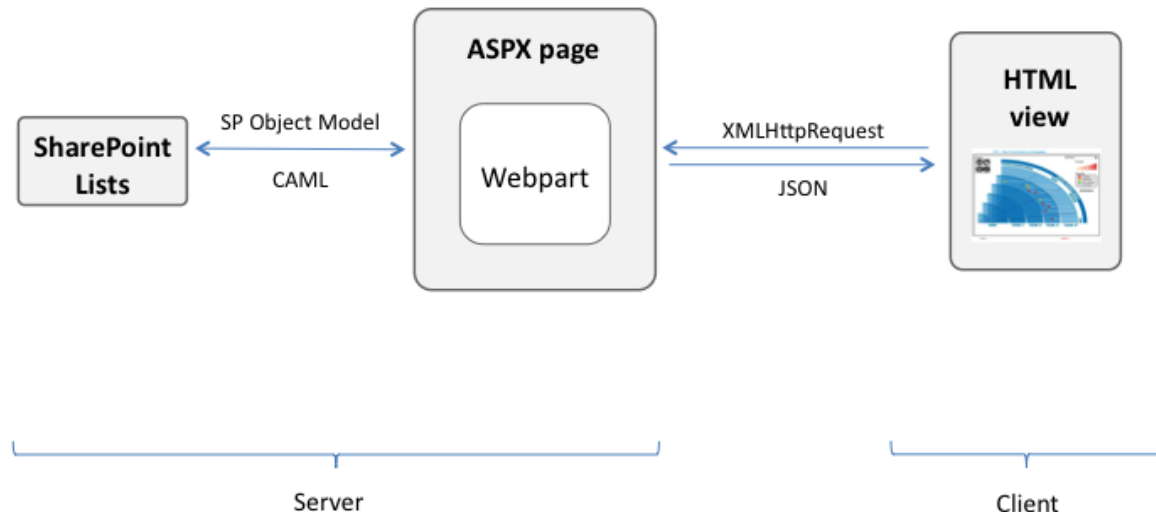 ASPX page
SharePoint
Lists
SP Object Model
CAML
Webpart
XMLHttpRequest
JSON
HTML
view
Server
Client